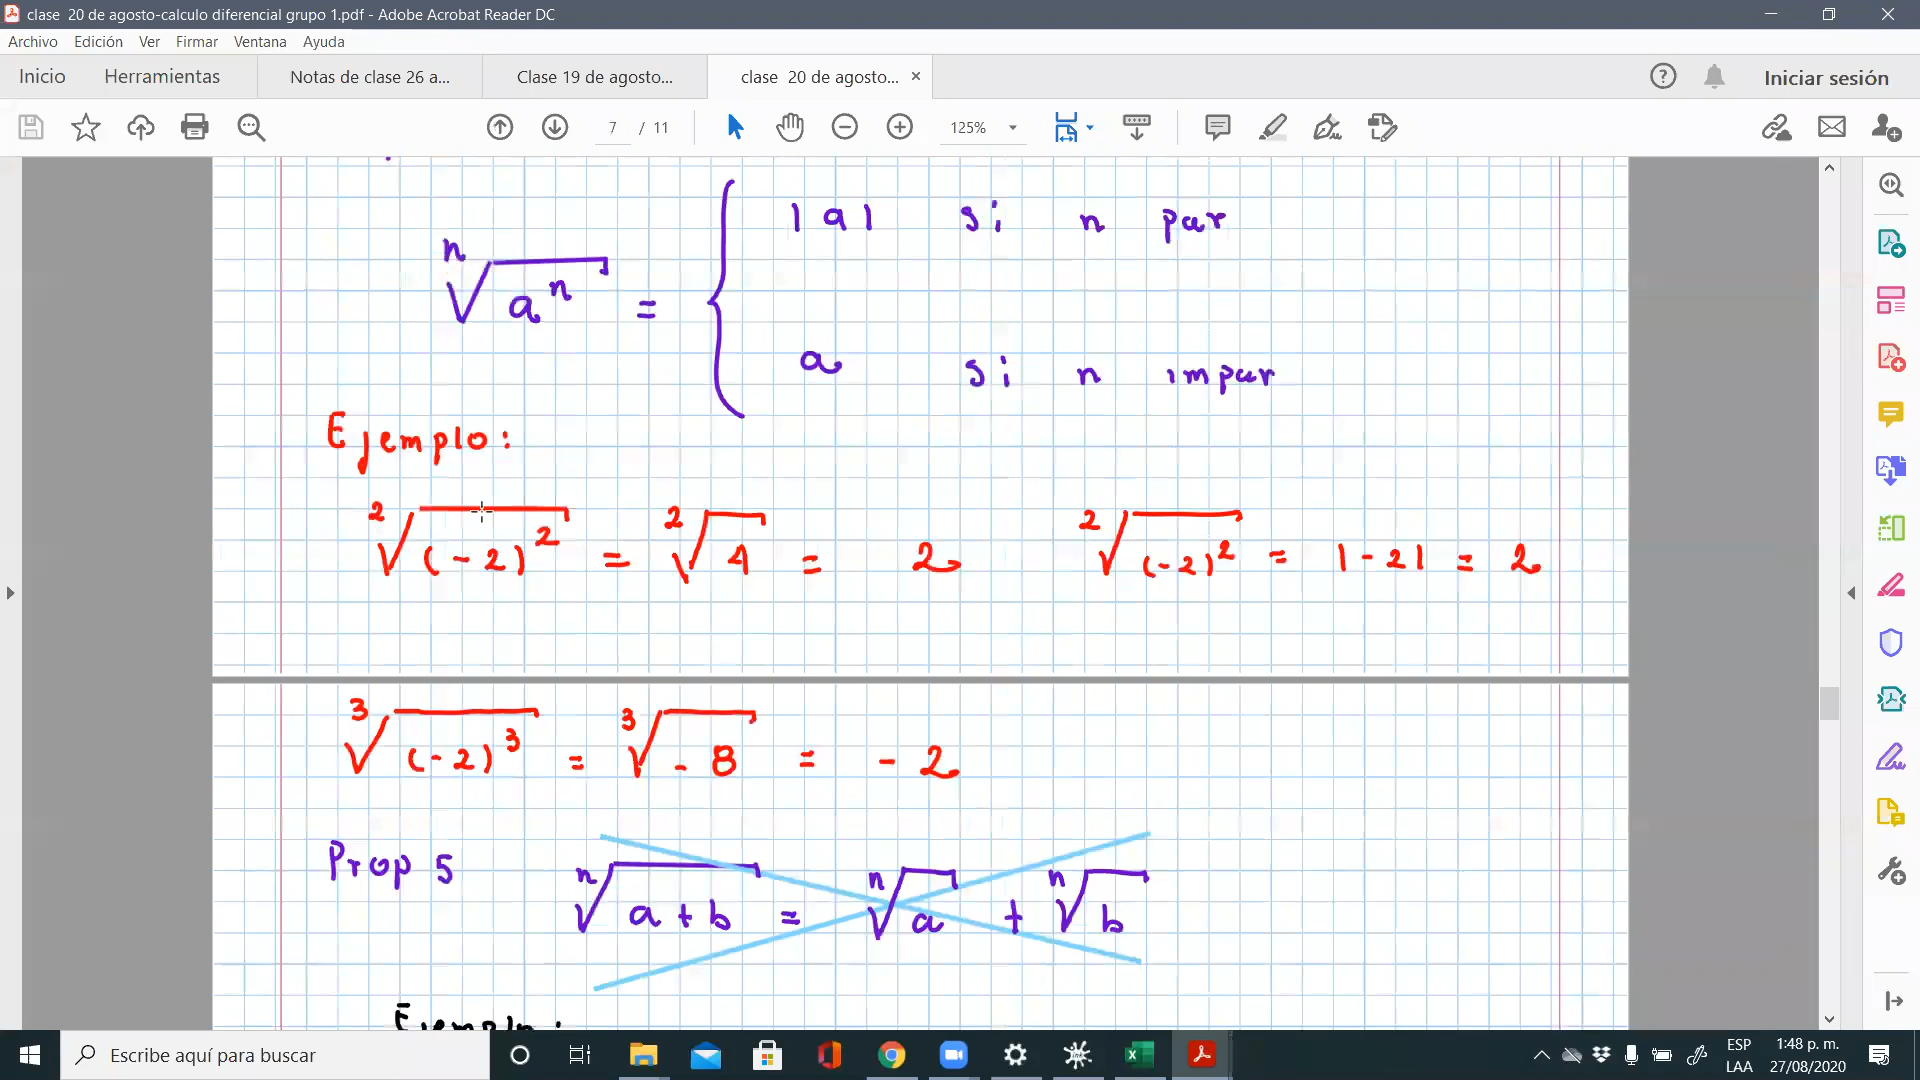 clase 20 de agosto-calculo diferencial grupo 1.pdf - Adobe Acrobat Reader DC
Archivo Edición Ver Firmar Ventana Ayuda
Inicio Herramientas Notas de clase 26 a... Clase 19 de agosto... clase 20 de agosto... × Iniciar sesión
7 / 11 125%
ⁿ√(aⁿ) = { |a| si n par
a si n impar
Ejemplo:
²√((-2)²) = ²√4 = 2 ²√((-2)²) = |-2| = 2
³√((-2)³) = ³√(-8) = -2
Prop 5 ⁿ√(a+b) = ⁿ√a + ⁿ√b
Ejemplo:
Escribe aquí para buscar
ESP 1:48 p. m.
LAA 27/08/2020